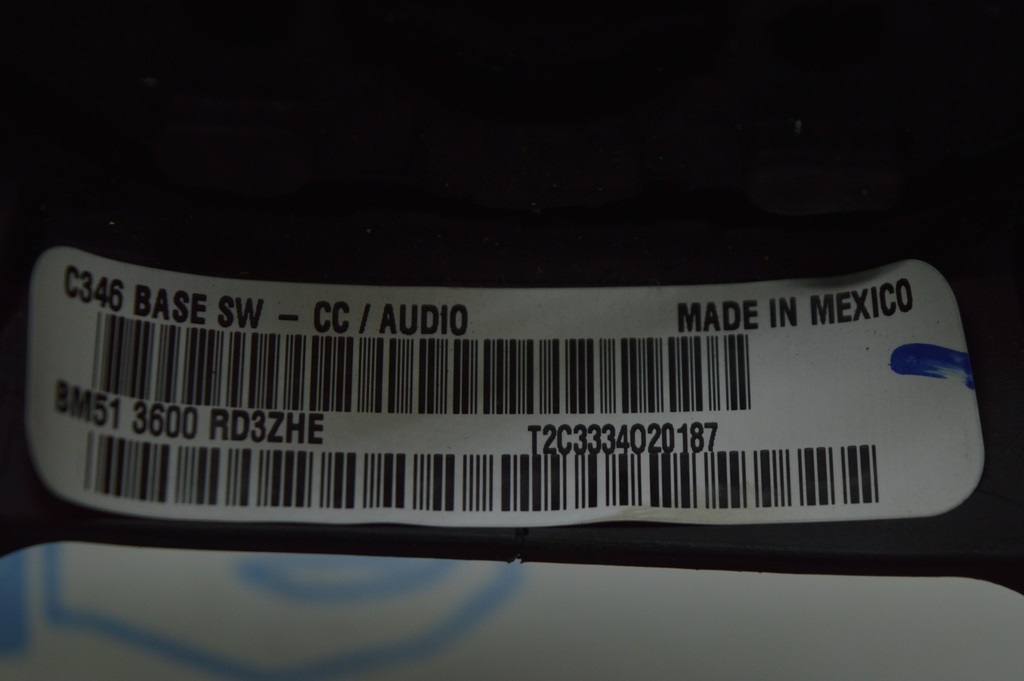 C346 BASE SW – CC / AUDIO MADE IN MEXICO
BM51 3600 RD3ZHE T2C3334020187